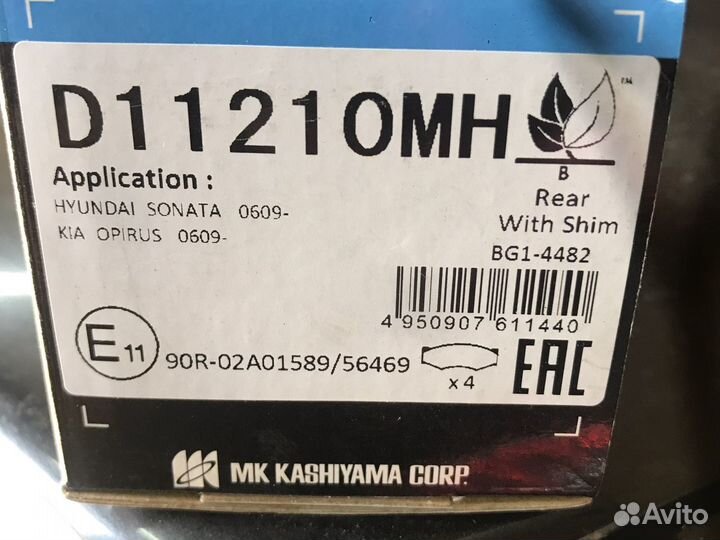 D11210MH
TM
B
Application :
Rear
With Shim
HYUNDAI SONATA 0609-
KIA OPIRUS 0609-
BG1-4482
4 950907 611440
E11
90R-02A01589/56469
x 4
EAC
MK KASHIYAMA CORP.
Avito